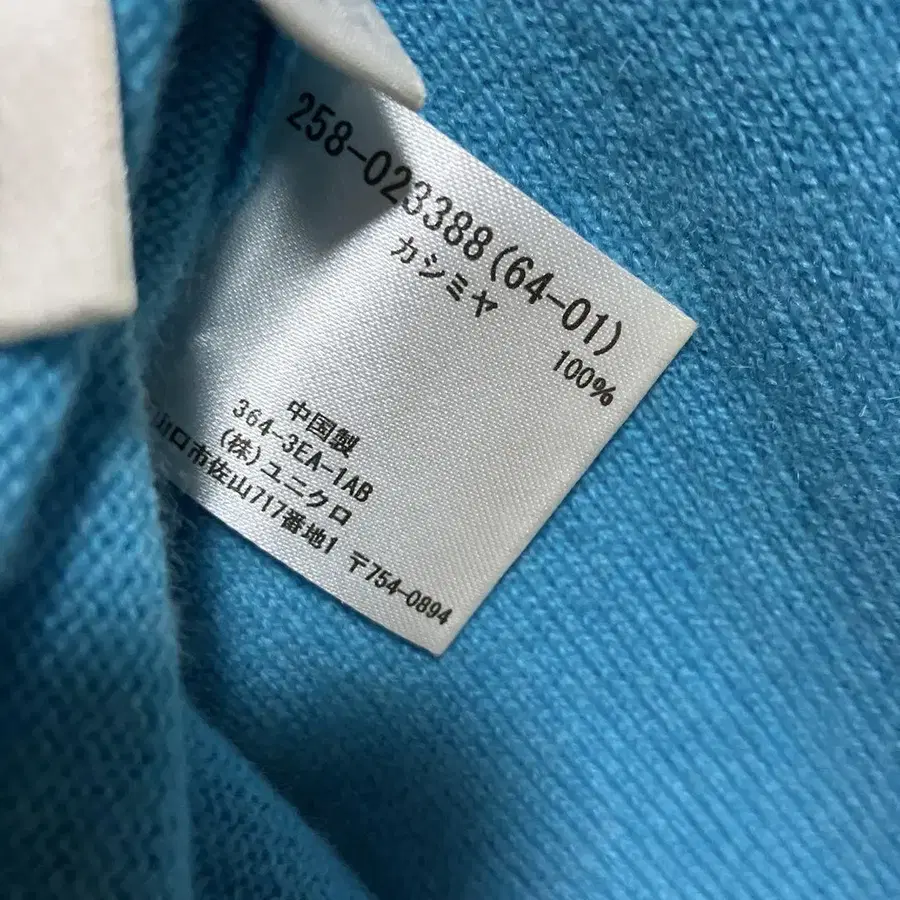 258-023388(64-01)
カシミヤ 100%
中国製
364-3EA-1AB
(株)ユニクロ
山口市佐山717番地1 〒754-0894